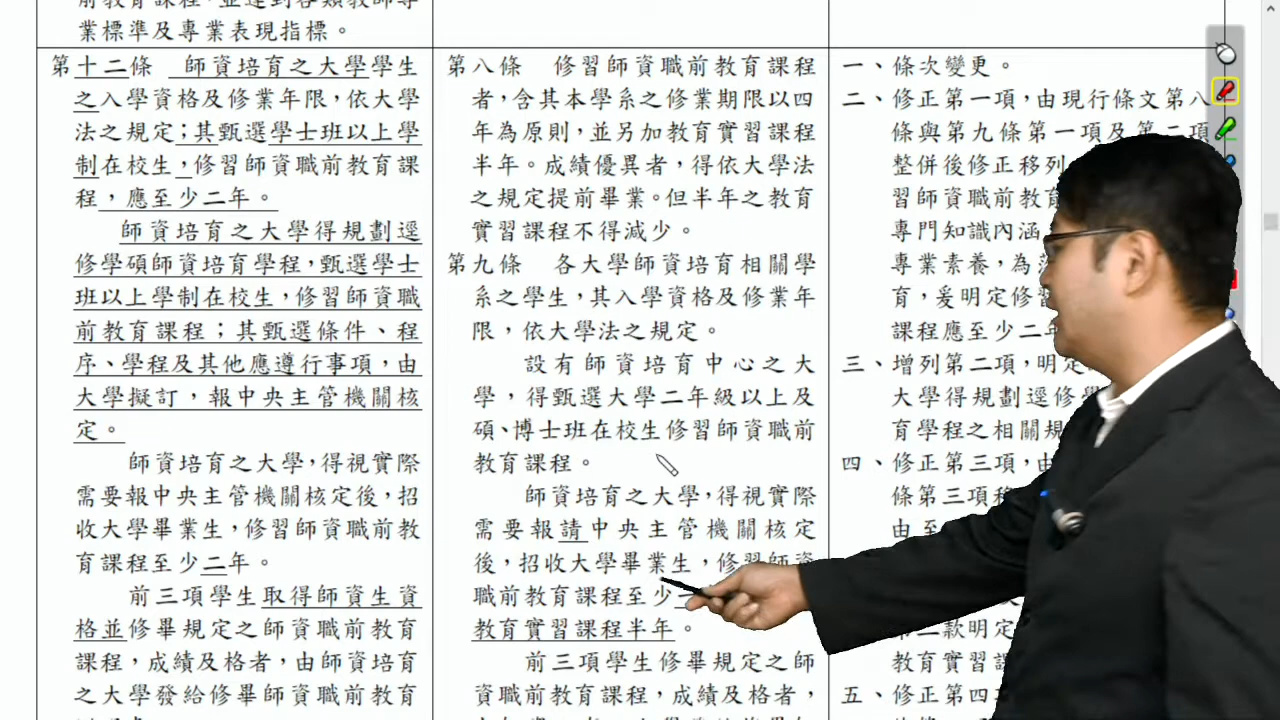 業標準及專業表現指標。
第十二條　師資培育之大學學生
之入學資格及修業年限，依大學
法之規定；其甄選學士班以上學
制在校生，修習師資職前教育課
程，應至少二年。
師資培育之大學得規劃逕
修學碩師資培育學程，甄選學士
班以上學制在校生，修習師資職
前教育課程；其甄選條件、程
序、學程及其他應遵行事項，由
大學擬訂，報中央主管機關核
定。
師資培育之大學，得視實際
需要報中央主管機關核定後，招
收大學畢業生，修習師資職前教
育課程至少二年。
前三項學生取得師資生資
格並修畢規定之師資職前教育
課程，成績及格者，由師資培育
之大學發給修畢師資職前教育
第八條　修習師資職前教育課程
者，含其本學系之修業期限以四
年為原則，並另加教育實習課程
半年。成績優異者，得依大學法
之規定提前畢業。但半年之教育
實習課程不得減少。
第九條　各大學師資培育相關學
系之學生，其入學資格及修業年
限，依大學法之規定。
設有師資培育中心之大
學，得甄選大學二年級以上及
碩、博士班在校生修習師資職前
教育課程。
師資培育之大學，得視實際
需要報請中央主管機關核定
後，招收大學畢業生，修習師資
職前教育課程至少
教育實習課程半年。
前三項學生修畢規定之師
資職前教育課程，成績及格者，
一、條次變更。
二、修正第一項，由現行條文第八
條與第九條第一項及第二項
整併後修正移列
習師資職前教育
專門知識內涵
專業素養，為
育，爰明定修習
課程應至少二年
三、增列第二項，明定
大學得規劃逕修學
育學程之相關規
四、修正第三項，由
條第三項移
由至
第二款明定
教育實習課
五、修正第四項